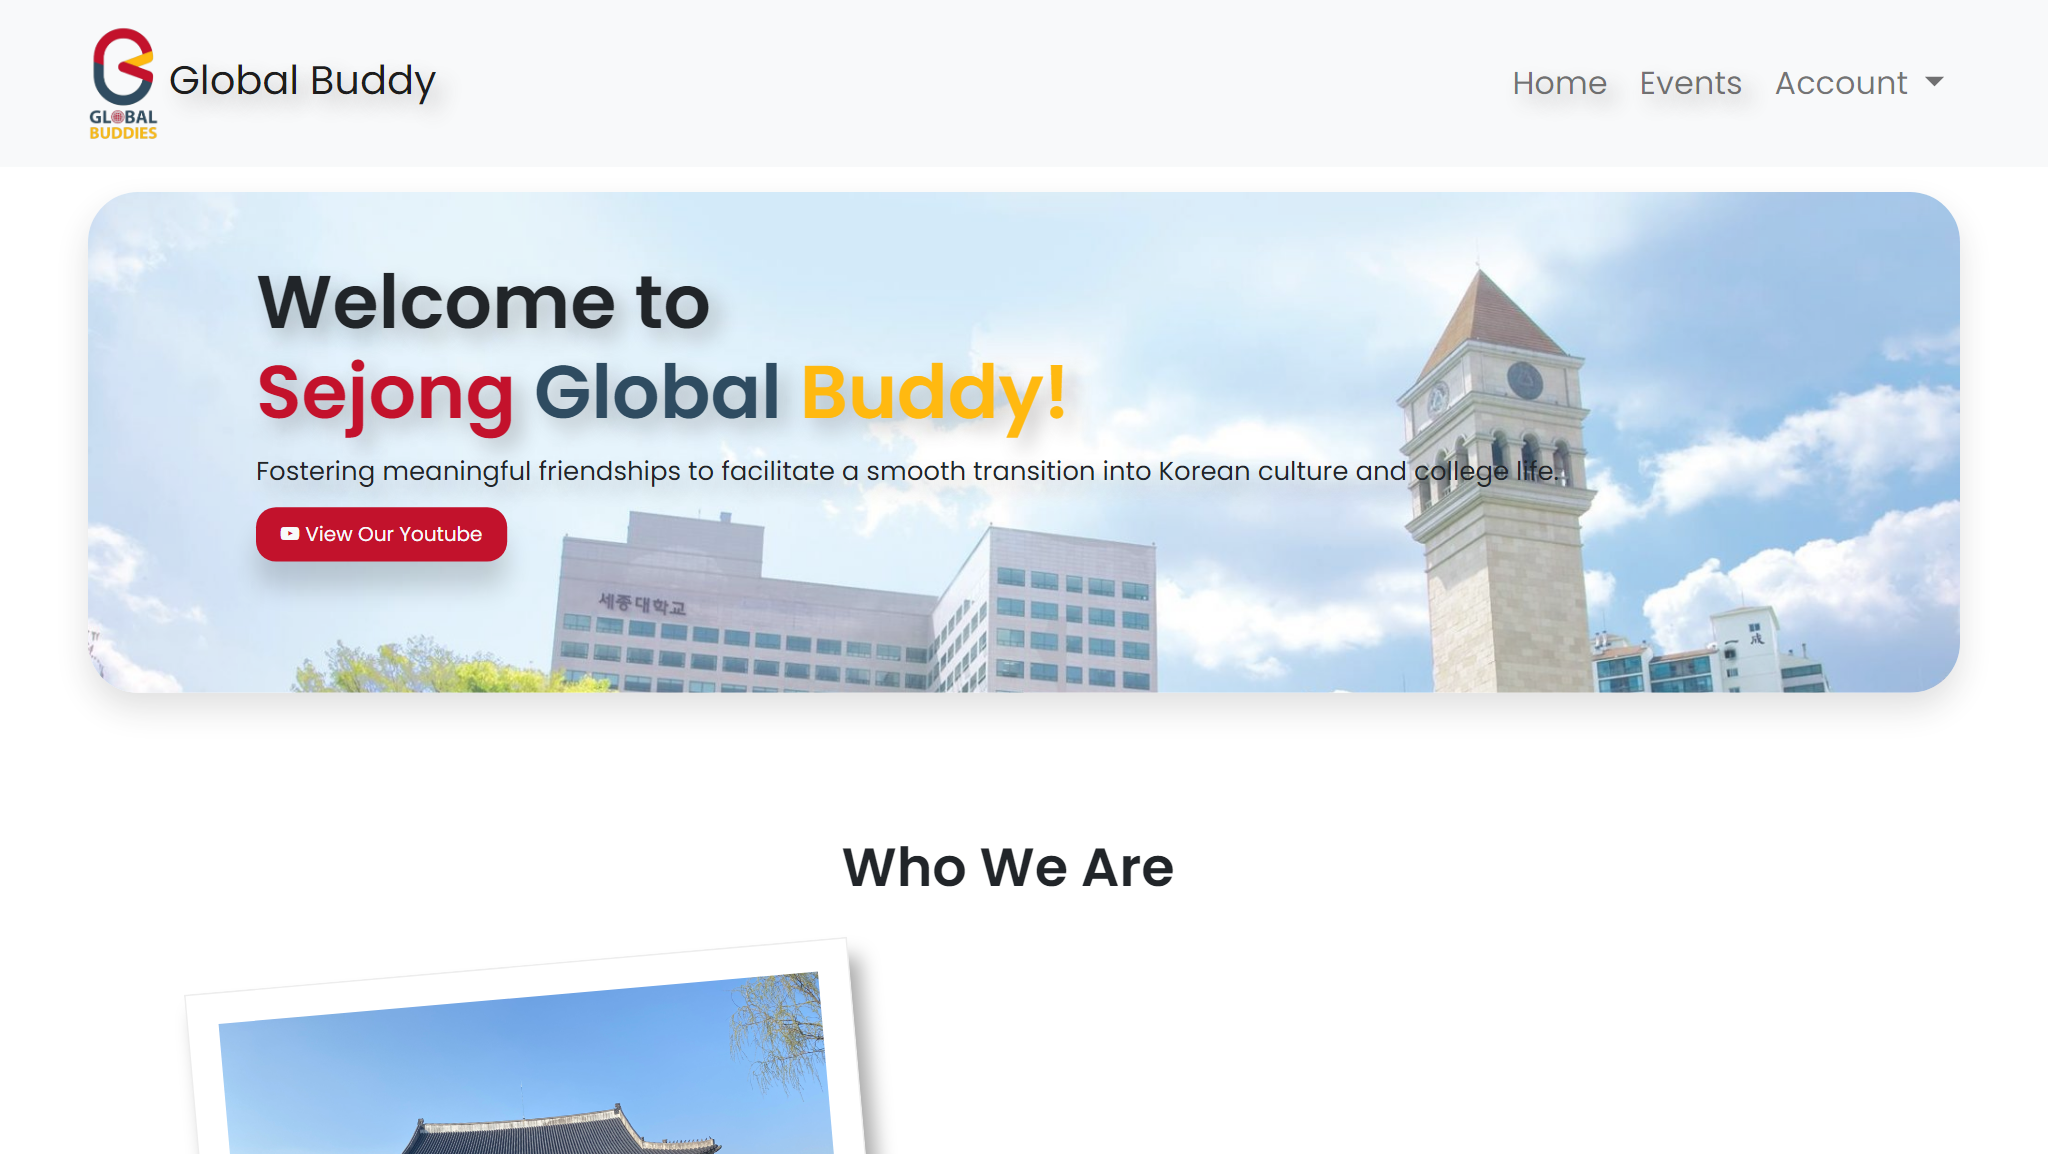 GLOBAL
BUDDIES
Global Buddy
Home
Events
Account
Welcome to
Sejong Global Buddy!
Fostering meaningful friendships to facilitate a smooth transition into Korean culture and college life.
View Our Youtube
세종대학교
Who We Are